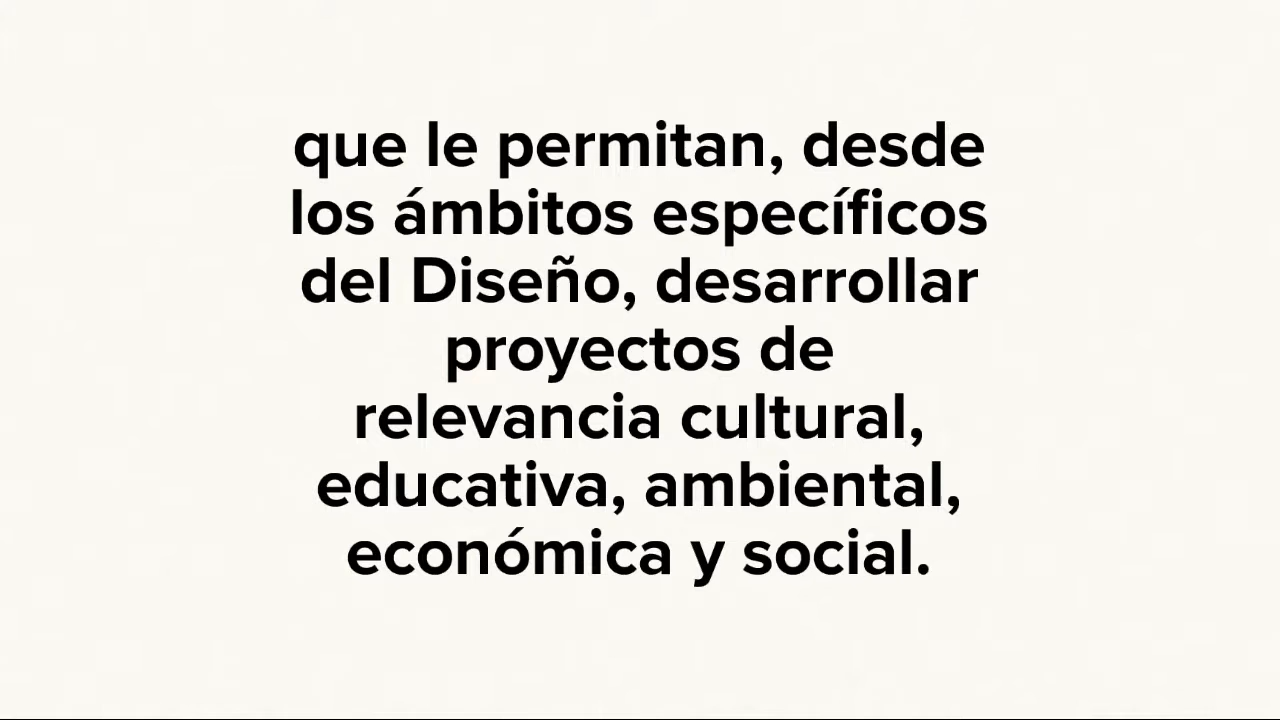 que le permitan, desde
los ámbitos específicos
del Diseño, desarrollar
proyectos de
relevancia cultural,
educativa, ambiental,
económica y social.